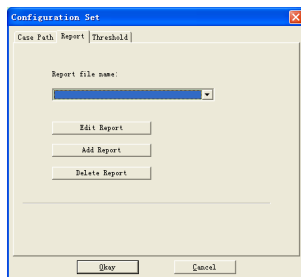 Configuration Set
Case Path Report Threshold
Report file name:
Edit Report
Add Report
Delete Report
Okay Cancel